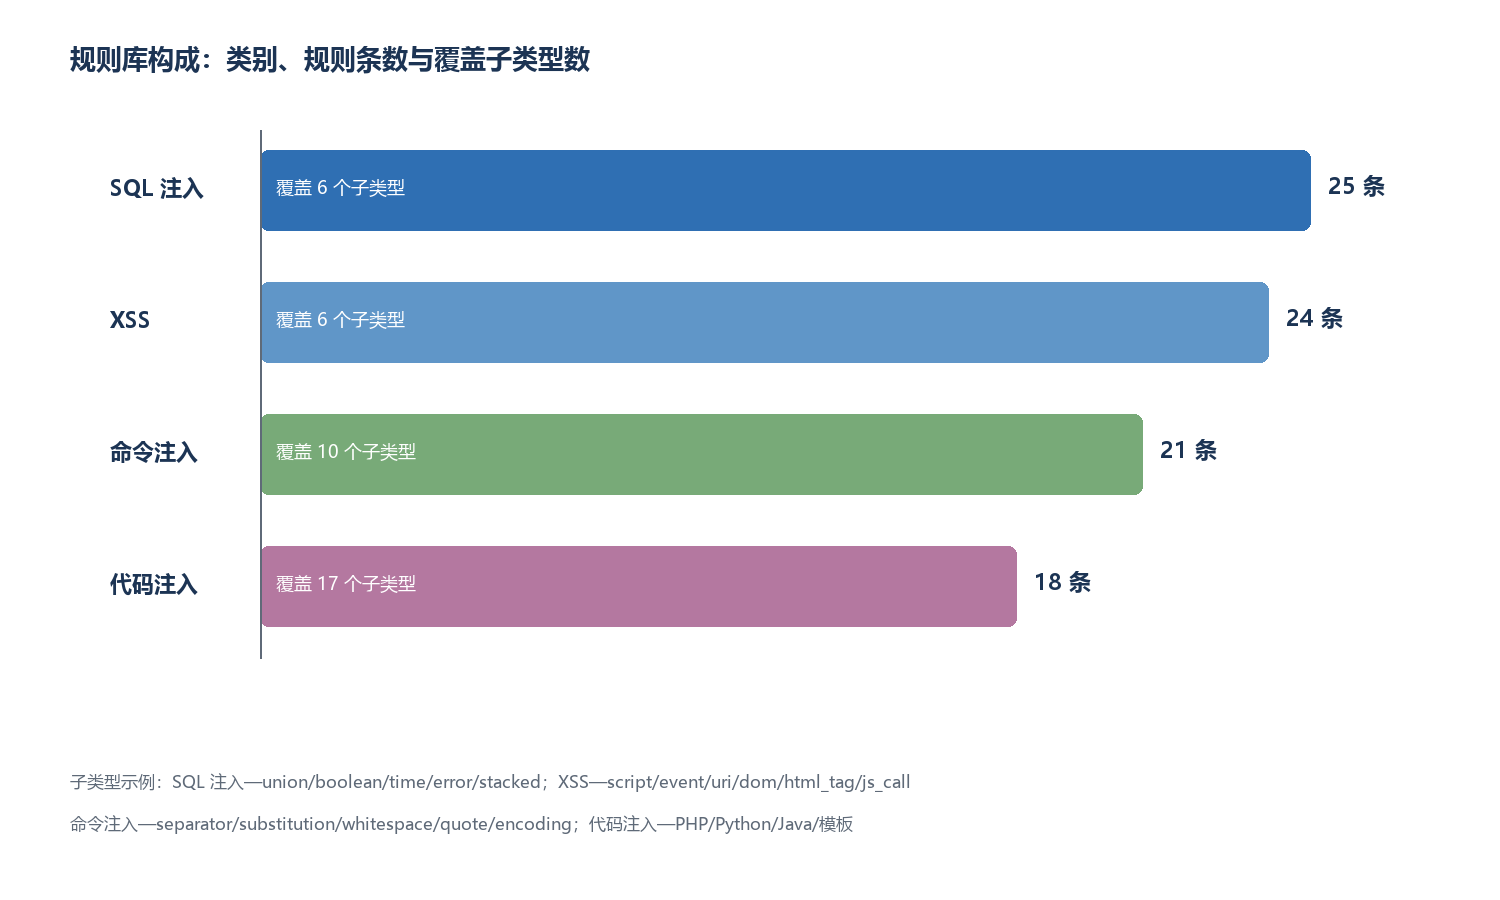 规则库构成：类别、规则条数与覆盖子类型数
SQL 注入
覆盖 6 个子类型
25 条
XSS
覆盖 6 个子类型
24 条
命令注入
覆盖 10 个子类型
21 条
代码注入
覆盖 17 个子类型
18 条
子类型示例：SQL 注入—union/boolean/time/error/stacked；XSS—script/event/uri/dom/html_tag/js_call
命令注入—separator/substitution/whitespace/quote/encoding；代码注入—PHP/Python/Java/模板